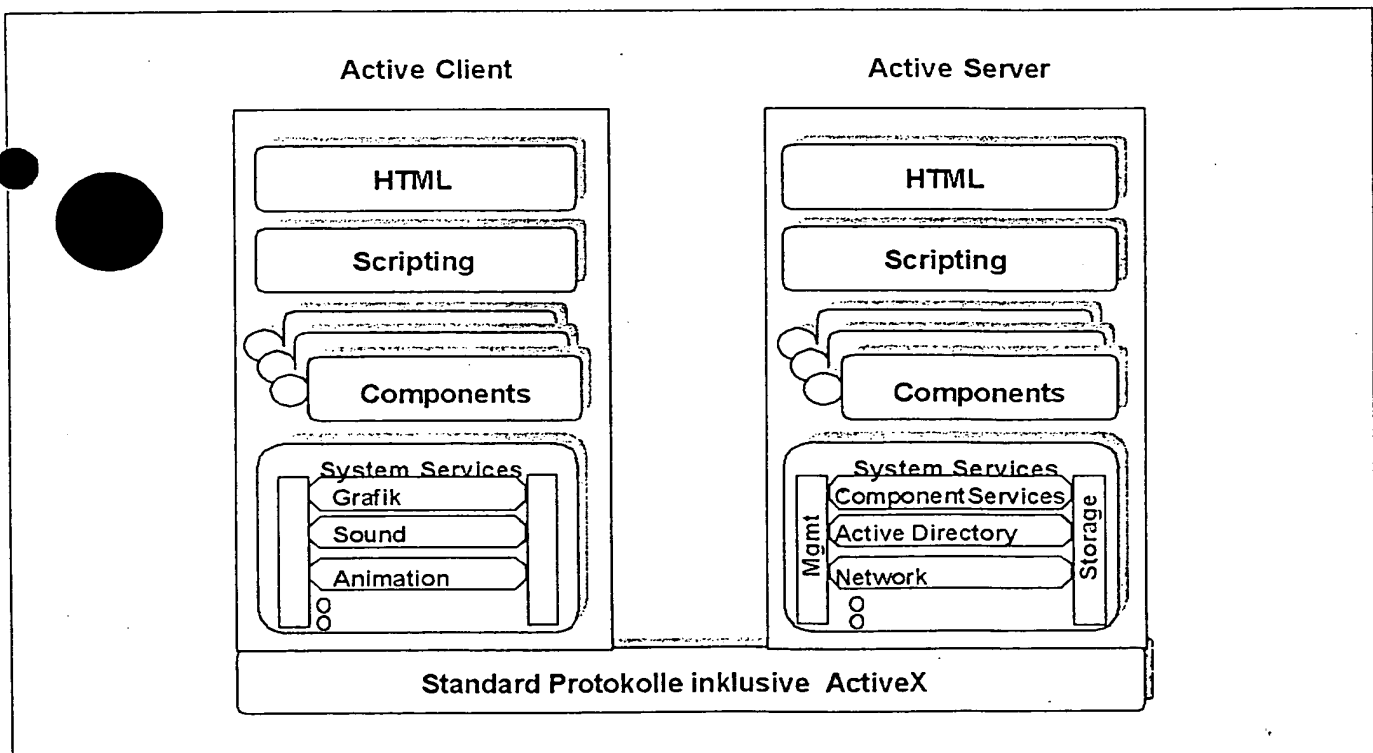 Active Client
HTML
Scripting
Components
System Services
Grafik
Sound
Animation
Active Server
HTML
Scripting
Components
System Services
Mgmt
Component Services
Active Directory
Network
Storage
Standard Protokolle inklusive ActiveX